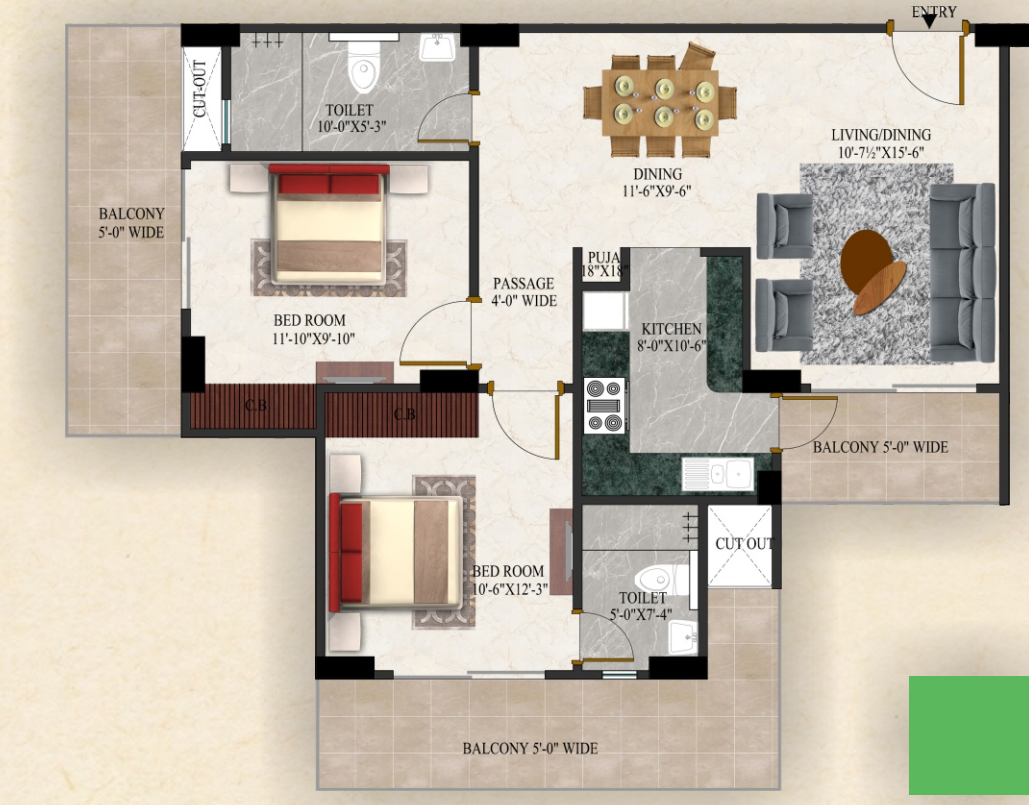 ENTRY
CUT-OUT
TOILET
10'-0"X5'-3"
LIVING/DINING
10'-7½"X15'-6"
DINING
11'-6"X9'-6"
BALCONY
5'-0" WIDE
PUJA
18"X18"
PASSAGE
4'-0" WIDE
BED ROOM
11'-10"X9'-10"
KITCHEN
8'-0"X10'-6"
C.B
C.B
BALCONY 5'-0" WIDE
CUT OUT
BED ROOM
10'-6"X12'-3"
TOILET
5'-0"X7'-4"
BALCONY 5'-0" WIDE